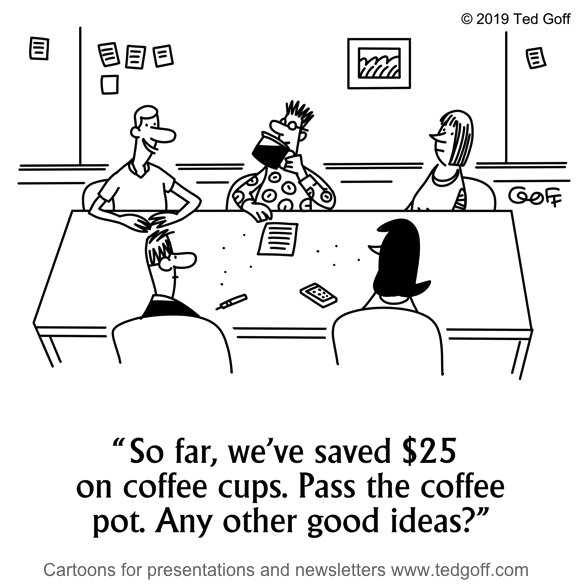 © 2019 Ted Goff
GOFF
“So far, we’ve saved $25
on coffee cups. Pass the coffee
pot. Any other good ideas?”
Cartoons for presentations and newsletters www.tedgoff.com